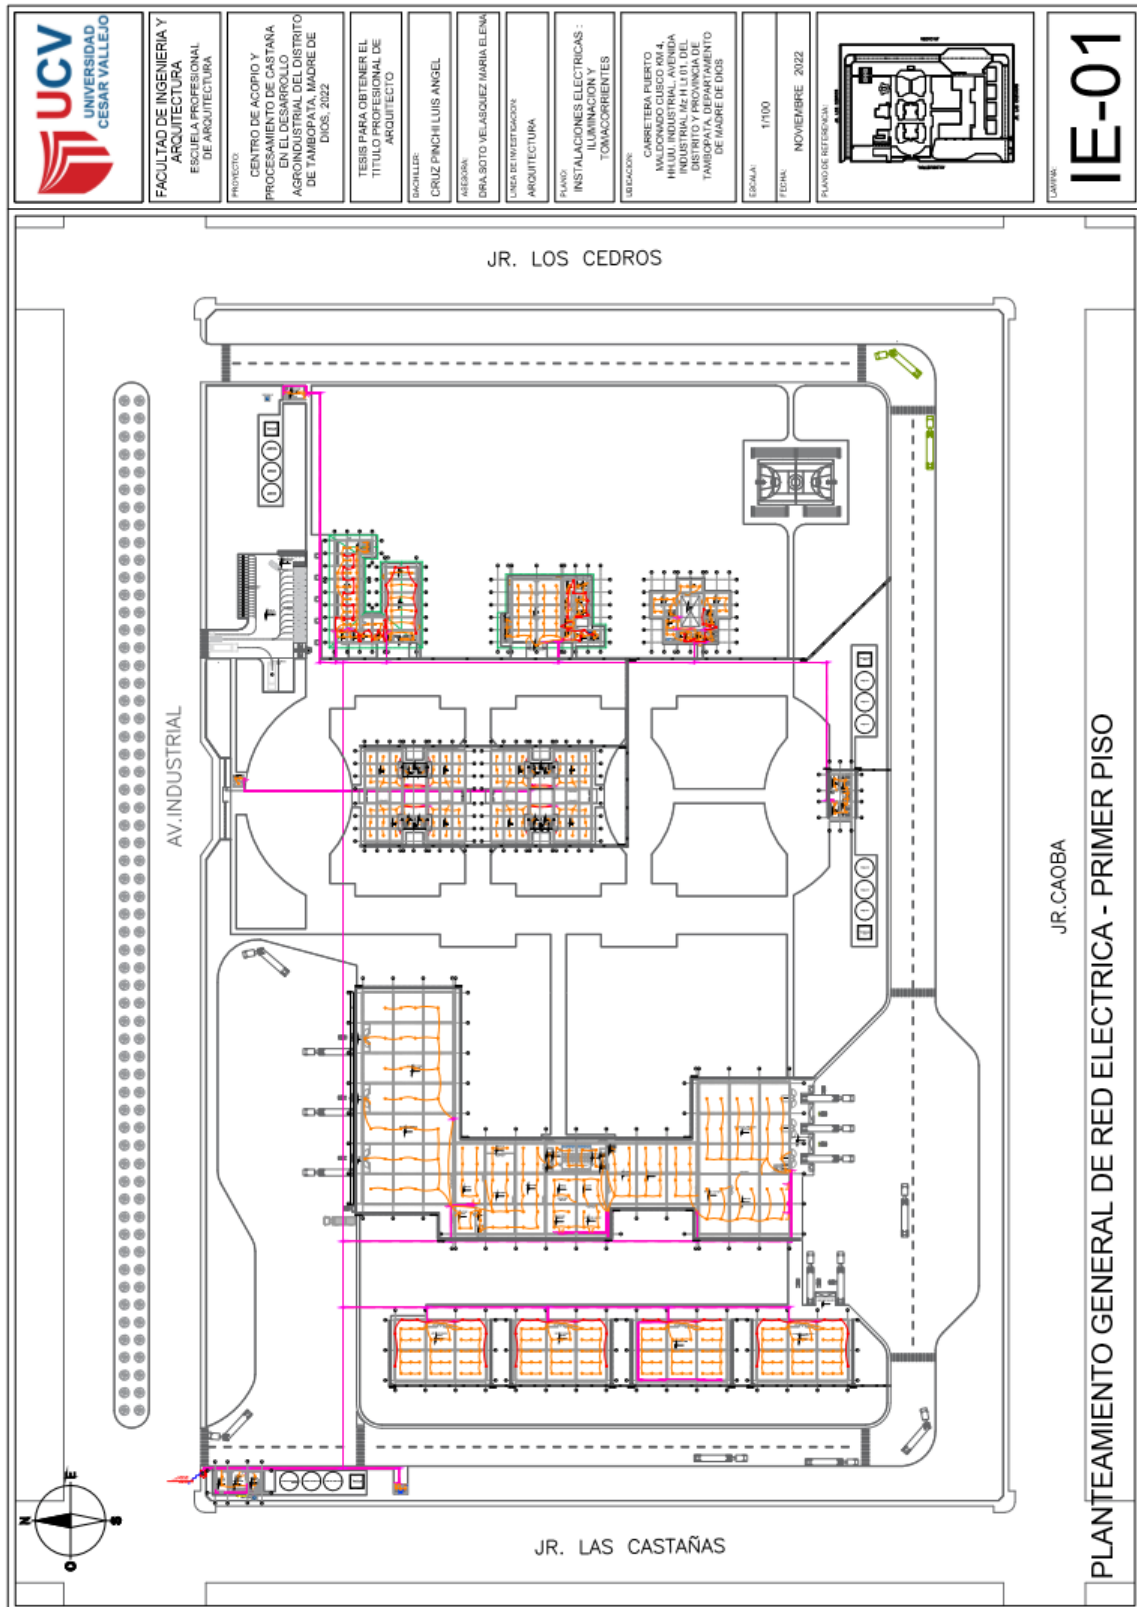 UCV
UNIVERSIDAD
CESAR VALLEJO
FACULTAD DE INGENIERIA Y
ARQUITECTURA
ESCUELA PROFESIONAL
DE ARQUITECTURA
PROYECTO:
CENTRO DE ACOPIO Y
PROCESAMIENTO DE CASTAÑA
EN EL DESARROLLO
AGROINDUSTRIAL DEL DISTRITO
DE TAMBOPATA, MADRE DE
DIOS, 2022
TESIS PARA OBTENER EL
TITULO PROFESIONAL DE
ARQUITECTO
BACHILLER:
CRUZ PINCHI LUIS ANGEL
ASESORA:
DRA.SOTO VELASQUEZ MARIA ELENA
LINEA DE INVESTIGACION:
ARQUITECTURA
PLANO:
INSTALACIONES ELECTRICAS :
ILUMINACION Y
TOMACORRIENTES
UBICACION:
CARRETERA PUERTO
MALDONADO CUSCO KM 4,
HH.UU. INDUSTRIAL, AVENIDA
INDUSTRIAL Mz H Lt 01, DEL
DISTRITO Y PROVINCIA DE
TAMBOPATA, DEPARTAMENTO
DE MADRE DE DIOS
ESCALA:
1/100
FECHA:
NOVIEMBRE 2022
PLANO DE REFERENCIA:
LAMINA:
IE-01
JR. LOS CEDROS
AV.INDUSTRIAL
JR.CAOBA
JR. LAS CASTAÑAS
N
E
S
O
PLANTEAMIENTO GENERAL DE RED ELECTRICA - PRIMER PISO